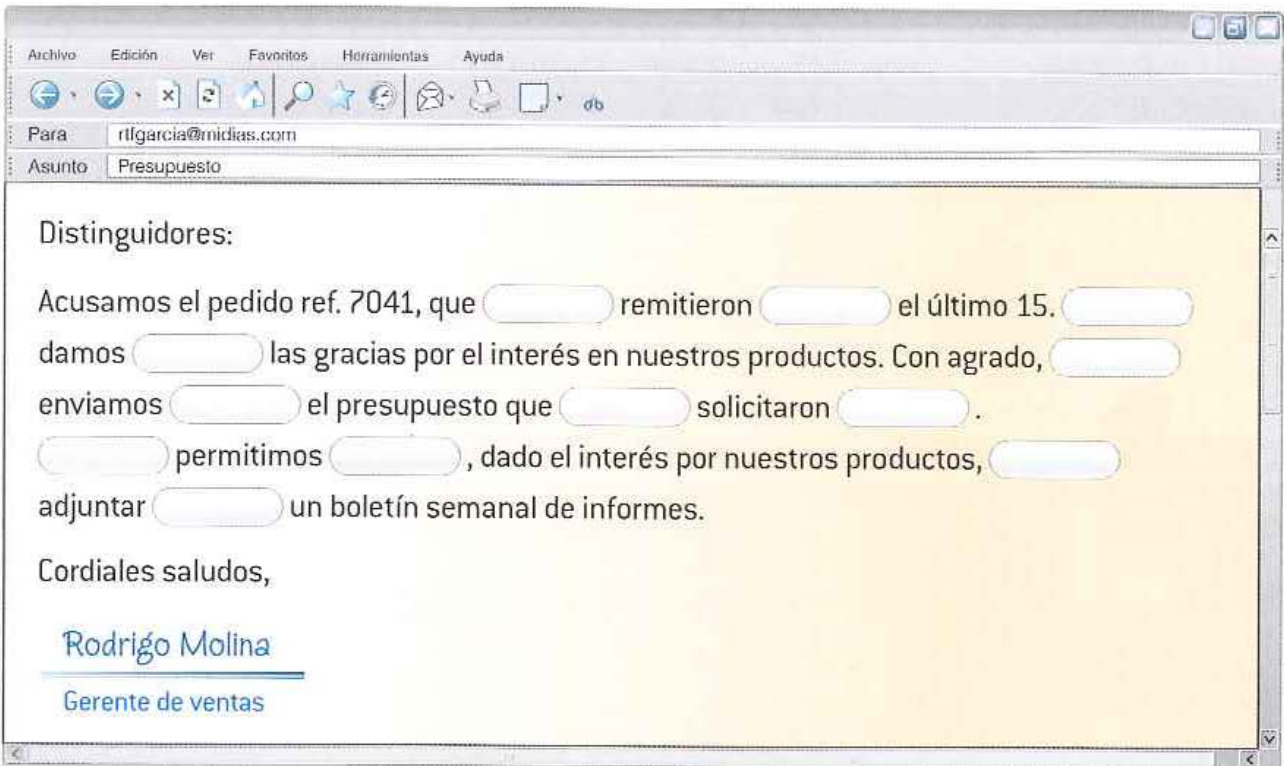 Archivo Edición Ver Favoritos Herramientas Ayuda
Para rtfgarcia@midias.com
Asunto Presupuesto
Distinguidores:
Acusamos el pedido ref. 7041, que remitieron el último 15.
damos las gracias por el interés en nuestros productos. Con agrado,
enviamos el presupuesto que solicitaron .
permitimos , dado el interés por nuestros productos,
adjuntar un boletín semanal de informes.
Cordiales saludos,
Rodrigo Molina
Gerente de ventas